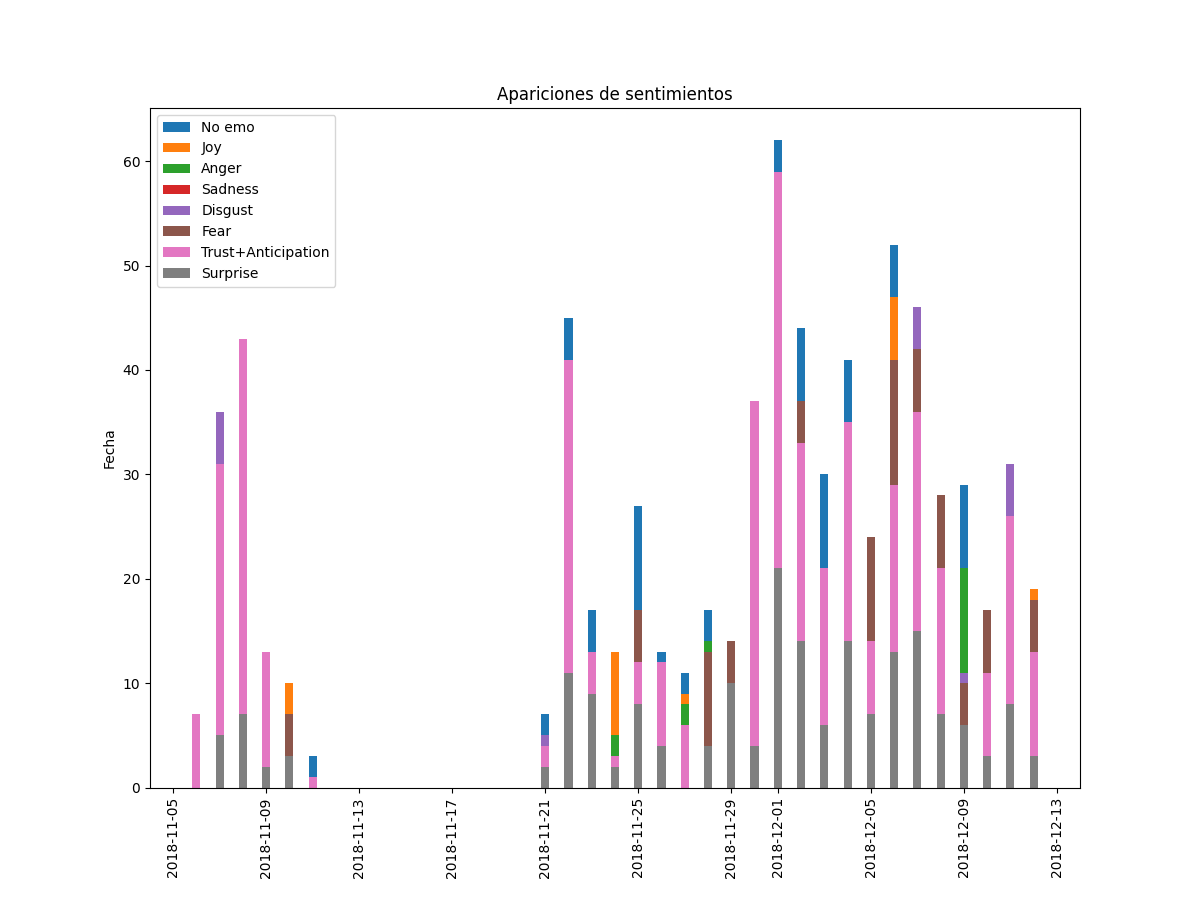 Apariciones de sentimientos
No emo
Joy
Anger
Sadness
Disgust
Fear
Trust+Anticipation
Surprise
Fecha
60
50
40
30
20
10
0
2018-11-05
2018-11-09
2018-11-13
2018-11-17
2018-11-21
2018-11-25
2018-11-29
2018-12-01
2018-12-05
2018-12-09
2018-12-13